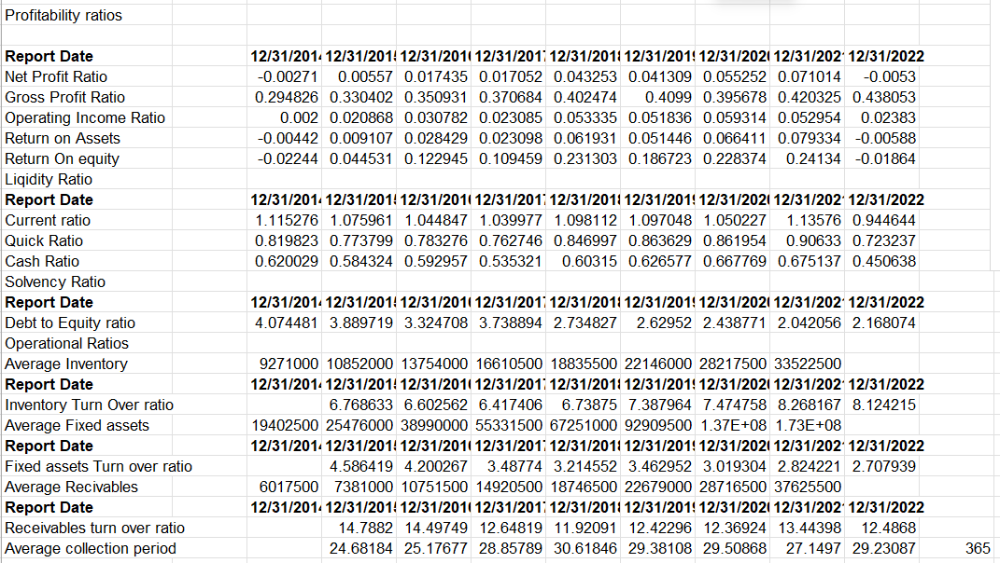 Profitability ratios
Report Date 12/31/2014 12/31/2015 12/31/2016 12/31/2017 12/31/2018 12/31/2019 12/31/2020 12/31/2021 12/31/2022
Net Profit Ratio -0.00271 0.00557 0.017435 0.017052 0.043253 0.041309 0.055252 0.071014 -0.0053
Gross Profit Ratio 0.294826 0.330402 0.350931 0.370684 0.402474 0.4099 0.395678 0.420325 0.438053
Operating Income Ratio 0.002 0.020868 0.030782 0.023085 0.053335 0.051836 0.059314 0.052954 0.02383
Return on Assets -0.00442 0.009107 0.028429 0.023098 0.061931 0.051446 0.066411 0.079334 -0.00588
Return On equity -0.02244 0.044531 0.122945 0.109459 0.231303 0.186723 0.228374 0.24134 -0.01864
Liqidity Ratio
Report Date 12/31/2014 12/31/2015 12/31/2016 12/31/2017 12/31/2018 12/31/2019 12/31/2020 12/31/2021 12/31/2022
Current ratio 1.115276 1.075961 1.044847 1.039977 1.098112 1.097048 1.050227 1.13576 0.944644
Quick Ratio 0.819823 0.773799 0.783276 0.762746 0.846997 0.863629 0.861954 0.90633 0.723237
Cash Ratio 0.620029 0.584324 0.592957 0.535321 0.60315 0.626577 0.667769 0.675137 0.450638
Solvency Ratio
Report Date 12/31/2014 12/31/2015 12/31/2016 12/31/2017 12/31/2018 12/31/2019 12/31/2020 12/31/2021 12/31/2022
Debt to Equity ratio 4.074481 3.889719 3.324708 3.738894 2.734827 2.62952 2.438771 2.042056 2.168074
Operational Ratios
Average Inventory 9271000 10852000 13754000 16610500 18835500 22146000 28217500 33522500
Report Date 12/31/2014 12/31/2015 12/31/2016 12/31/2017 12/31/2018 12/31/2019 12/31/2020 12/31/2021 12/31/2022
Inventory Turn Over ratio 6.768633 6.602562 6.417406 6.73875 7.387964 7.474758 8.268167 8.124215
Average Fixed assets 19402500 25476000 38990000 55331500 67251000 92909500 1.37E+08 1.73E+08
Report Date 12/31/2014 12/31/2015 12/31/2016 12/31/2017 12/31/2018 12/31/2019 12/31/2020 12/31/2021 12/31/2022
Fixed assets Turn over ratio 4.586419 4.200267 3.48774 3.214552 3.462952 3.019304 2.824221 2.707939
Average Recivables 6017500 7381000 10751500 14920500 18746500 22679000 28716500 37625500
Report Date 12/31/2014 12/31/2015 12/31/2016 12/31/2017 12/31/2018 12/31/2019 12/31/2020 12/31/2021 12/31/2022
Receivables turn over ratio 14.7882 14.49749 12.64819 11.92091 12.42296 12.36924 13.44398 12.4868
Average collection period 24.68184 25.17677 28.85789 30.61846 29.38108 29.50868 27.1497 29.23087 365